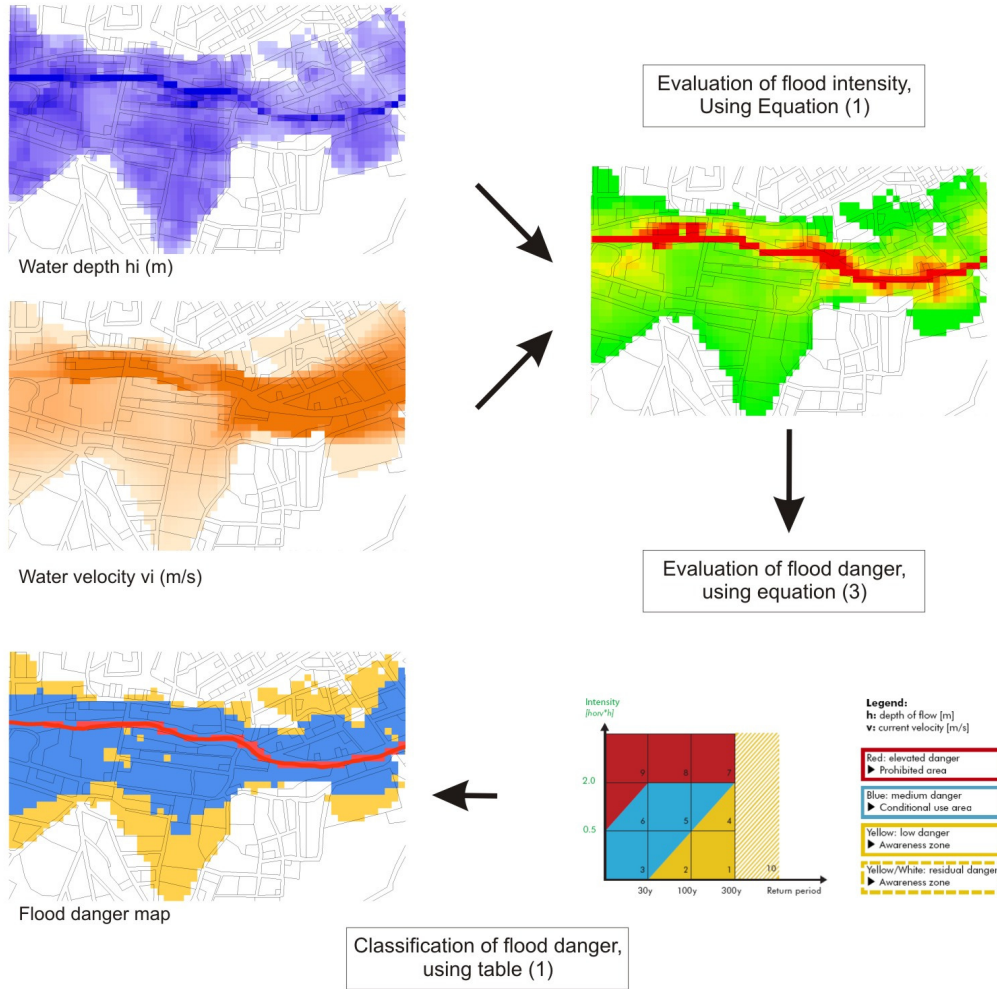 Evaluation of flood intensity,
Using Equation (1)
Water depth hi (m)
Water velocity vi (m/s)
Evaluation of flood danger,
using equation (3)
Flood danger map
Intensity
[horv*h]
2.0
0.5
9
8
7
6
5
4
3
2
1
10
30y
100y
300y
Return period
Legend:
h: depth of flow [m]
v: current velocity [m/s]
Red: elevated danger
▶ Prohibited area
Blue: medium danger
▶ Conditional use area
Yellow: low danger
▶ Awareness zone
Yellow/White: residual danger
▶ Awareness zone
Classification of flood danger,
using table (1)